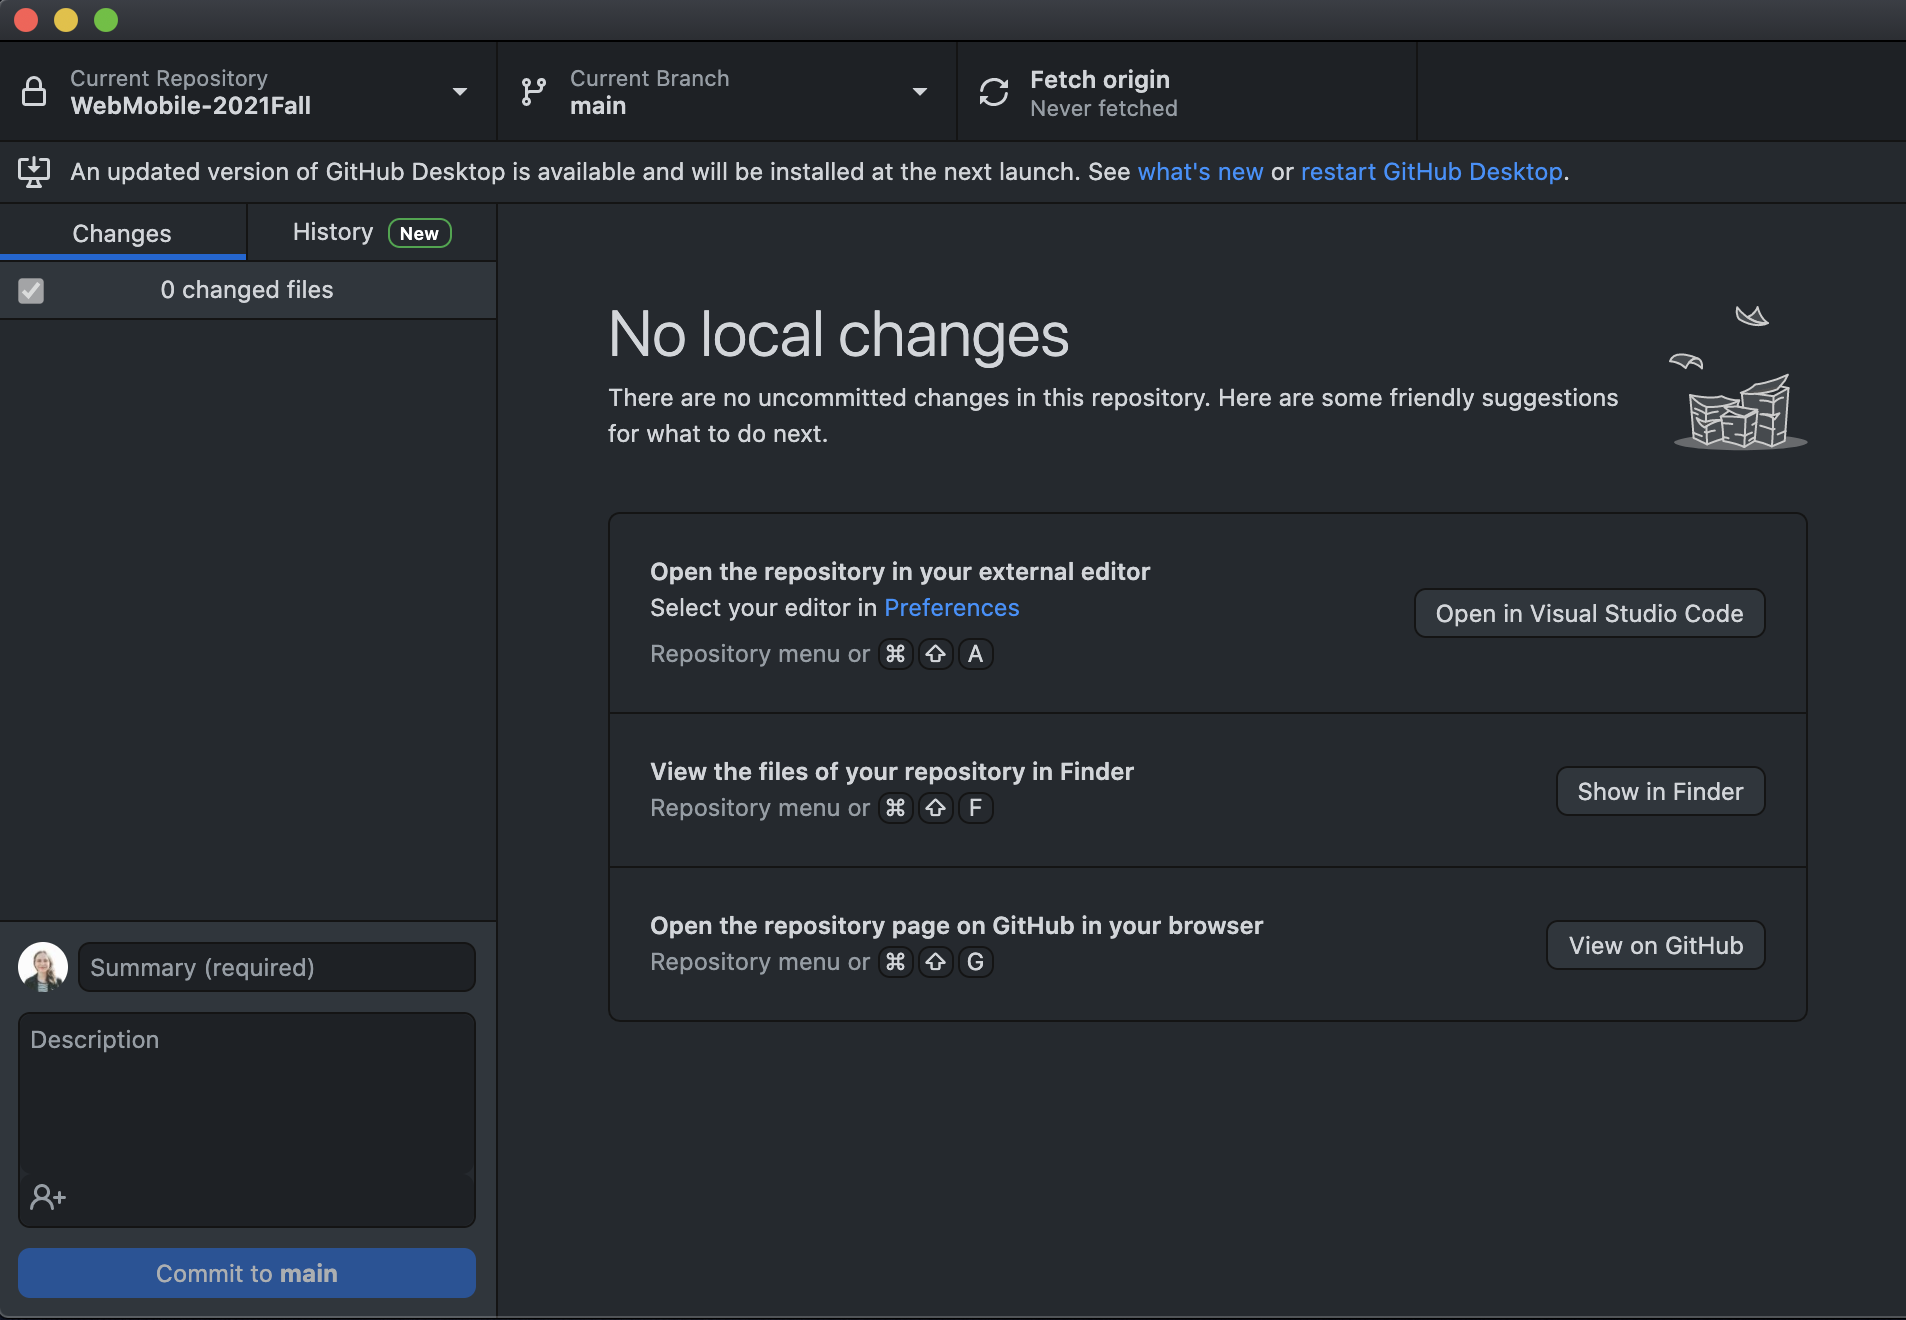 Current Repository
WebMobile-2021Fall
Current Branch
main
Fetch origin
Never fetched
An updated version of GitHub Desktop is available and will be installed at the next launch. See what's new or restart GitHub Desktop.
Changes
History New
0 changed files
No local changes
There are no uncommitted changes in this repository. Here are some friendly suggestions
for what to do next.
Open the repository in your external editor
Select your editor in Preferences
Repository menu or ⌘ ⇧ A
Open in Visual Studio Code
View the files of your repository in Finder
Repository menu or ⌘ ⇧ F
Show in Finder
Open the repository page on GitHub in your browser
Repository menu or ⌘ ⇧ G
View on GitHub
Summary (required)
Description
Commit to main